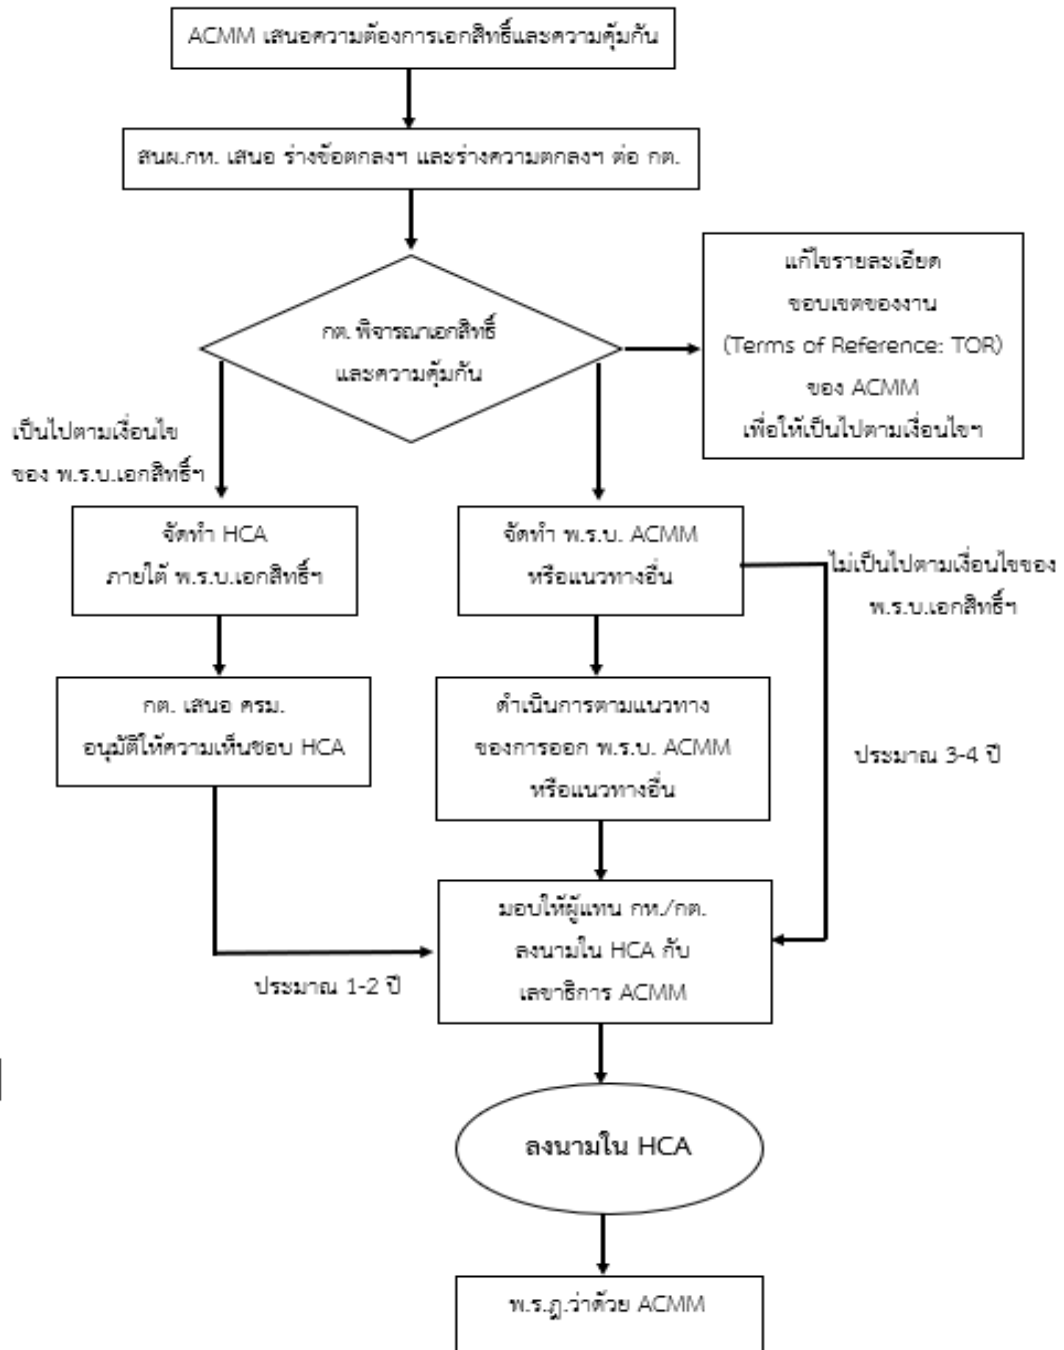 ACMM เสนอความต้องการเอกสิทธิ์และความคุ้มกัน
สนผ.กห. เสนอ ร่างข้อตกลงฯ และร่างความตกลงฯ ต่อ กต.
แก้ไขรายละเอียด
ขอบเขตของงาน
(Terms of Reference: TOR)
ของ ACMM
เพื่อให้เป็นไปตามเงื่อนไขฯ
กต. พิจารณาเอกสิทธิ์
และความคุ้มกัน
เป็นไปตามเงื่อนไข
ของ พ.ร.บ.เอกสิทธิ์ฯ
จัดทำ HCA
ภายใต้ พ.ร.บ.เอกสิทธิ์ฯ
จัดทำ พ.ร.บ. ACMM
หรือแนวทางอื่น
ไม่เป็นไปตามเงื่อนไขของ
พ.ร.บ.เอกสิทธิ์ฯ
กต. เสนอ ครม.
อนุมัติให้ความเห็นชอบ HCA
ดำเนินการตามแนวทาง
ของการออก พ.ร.บ. ACMM
หรือแนวทางอื่น
ประมาณ 3-4 ปี
มอบให้ผู้แทน กห./กต.
ลงนามใน HCA กับ
เลขาธิการ ACMM
ประมาณ 1-2 ปี
ลงนามใน HCA
พ.ร.ฎ.ว่าด้วย ACMM